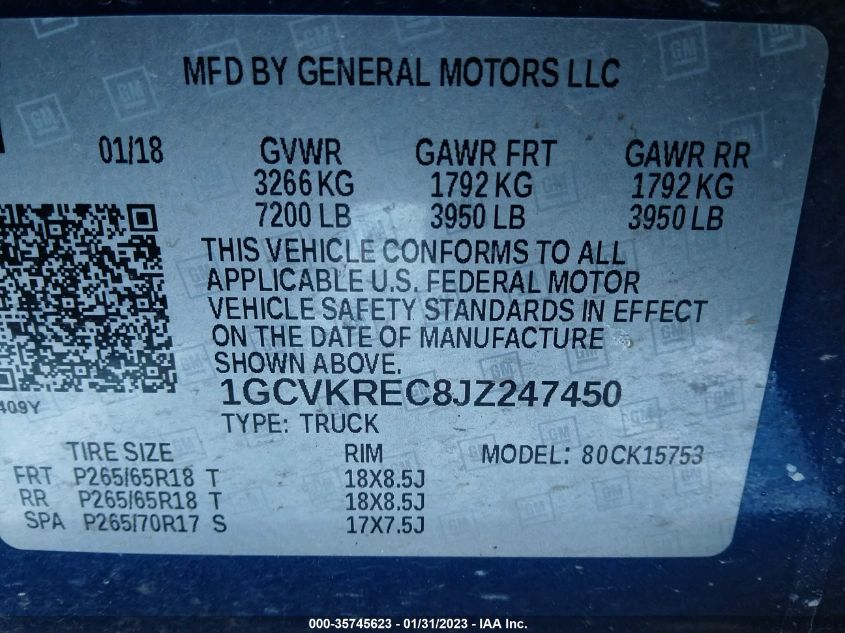 MFD BY GENERAL MOTORS LLC
01/18 GVWR GAWR FRT GAWR RR
3266 KG 1792 KG 1792 KG
7200 LB 3950 LB 3950 LB
THIS VEHICLE CONFORMS TO ALL
APPLICABLE U.S. FEDERAL MOTOR
VEHICLE SAFETY STANDARDS IN EFFECT
ON THE DATE OF MANUFACTURE
SHOWN ABOVE.
1GCVKREC8JZ247450
409Y
TYPE: TRUCK
TIRE SIZE RIM MODEL: 80CK15753
FRT P265/65R18 T 18X8.5J
RR P265/65R18 T 18X8.5J
SPA P265/70R17 S 17X7.5J
000-35745623 - 01/31/2023 - IAA Inc.